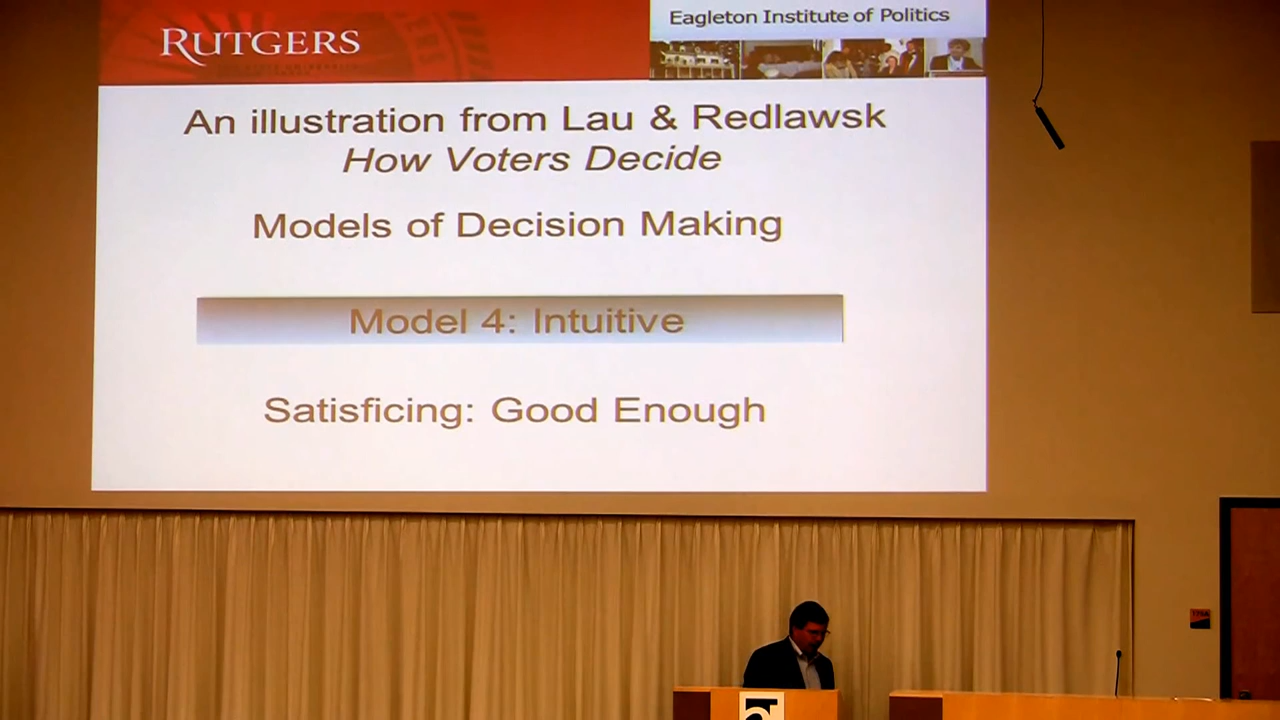 RUTGERS
Eagleton Institute of Politics
An illustration from Lau & Redlawsk
How Voters Decide
Models of Decision Making
Model 4: Intuitive
Satisficing: Good Enough